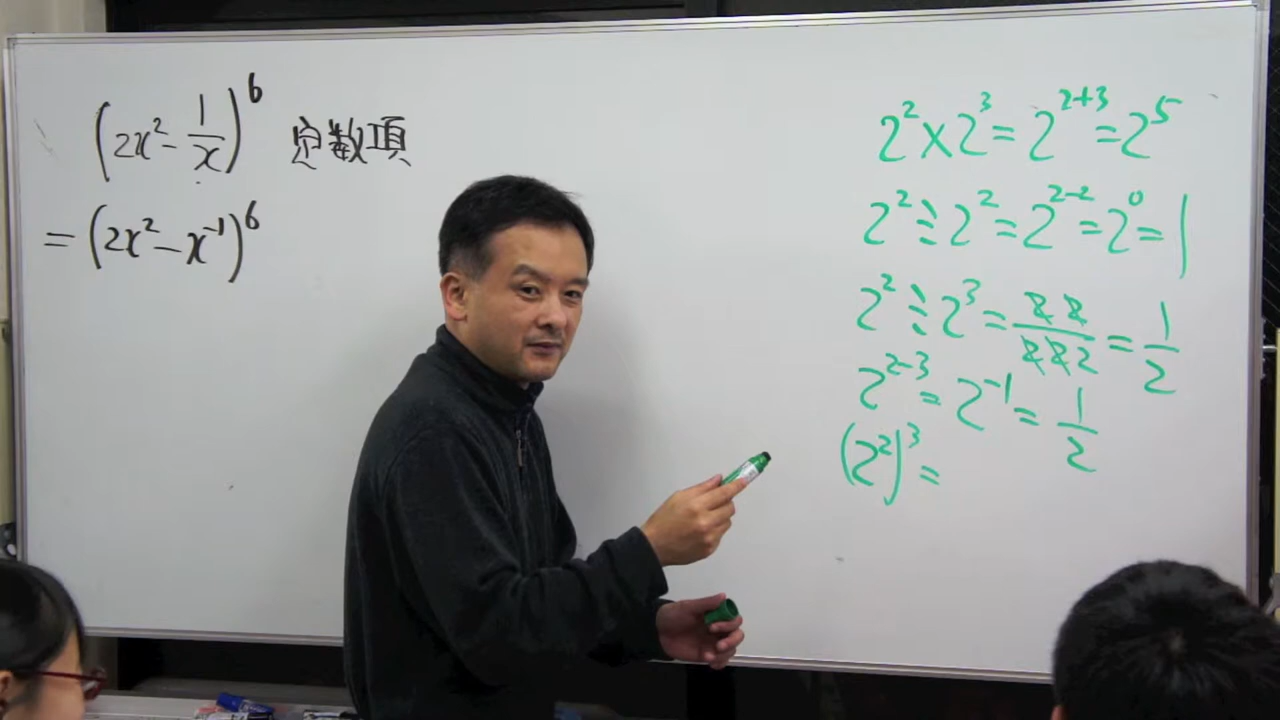 (2x² - 1/x)⁶ 定数項
= (2x² - x⁻¹)⁶
2² × 2³ = 2²⁺³ = 2⁵
2² ÷ 2² = 2²⁻² = 2⁰ = 1
2² ÷ 2³ = 2 2 / 2 2 2 = 1/2
2²⁻³ = 2⁻¹ = 1/2
(2²)³ =